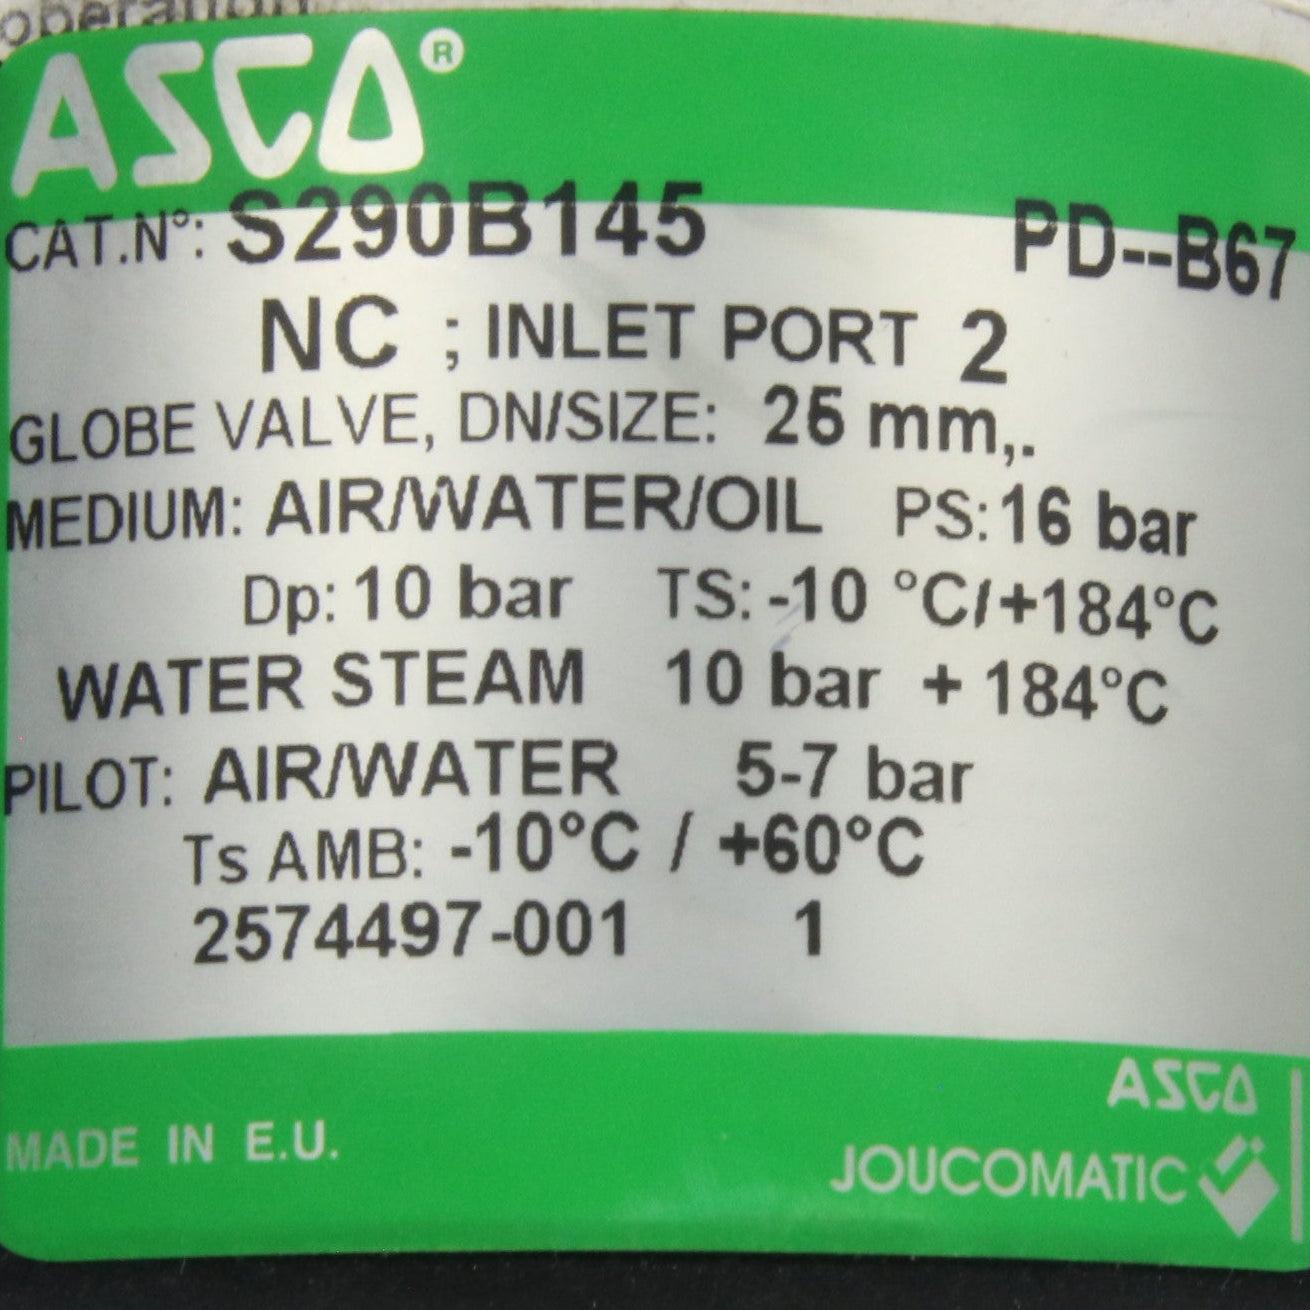 operation
ASCO®
CAT.N°: S290B145 PD--B67
NC ; INLET PORT 2
GLOBE VALVE, DN/SIZE: 25 mm,.
MEDIUM: AIR/WATER/OIL PS: 16 bar
Dp: 10 bar TS: -10 °C/+184°C
WATER STEAM 10 bar + 184°C
PILOT: AIR/WATER 5-7 bar
Ts AMB: -10°C / +60°C
2574497-001 1
MADE IN E.U.
ASCO
JOUCOMATIC